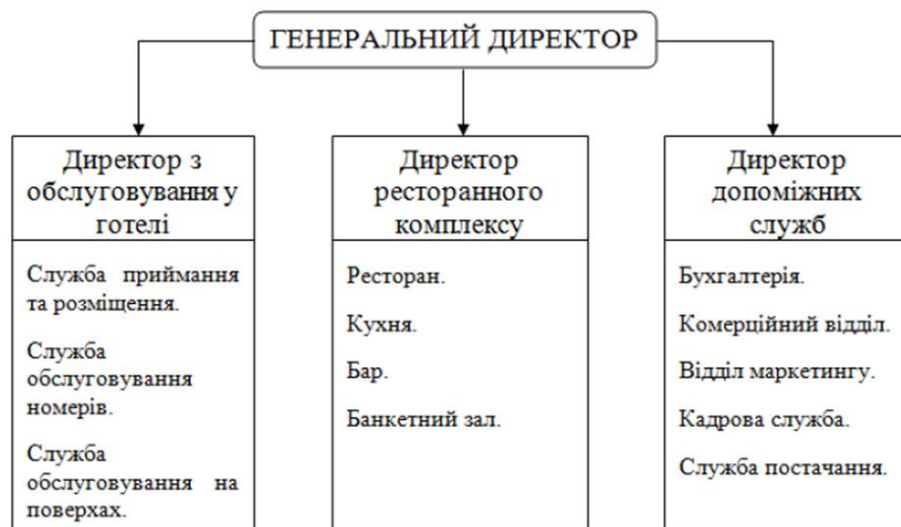 ГЕНЕРАЛЬНИЙ ДИРЕКТОР
Директор з
обслуговування у
готелі
Служба приймання
та розміщення.
Служба
обслуговування
номерів.
Служба
обслуговування на
поверхах.
Директор
ресторанного
комплексу
Ресторан.
Кухня.
Бар.
Банкетний зал.
Директор
допоміжних
служб
Бухгалтерія.
Комерційний відділ.
Відділ маркетингу.
Кадрова служба.
Служба постачання.